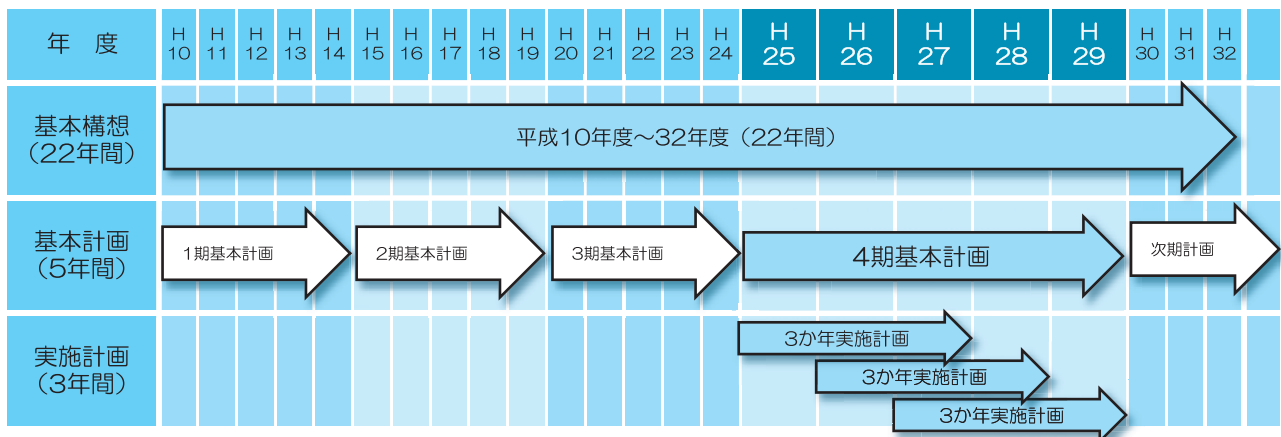 年 度
H
10
H
11
H
12
H
13
H
14
H
15
H
16
H
17
H
18
H
19
H
20
H
21
H
22
H
23
H
24
H
25
H
26
H
27
H
28
H
29
H
30
H
31
H
32
基本構想
(22年間)
平成10年度~32年度(22年間)
基本計画
(5年間)
1期基本計画
2期基本計画
3期基本計画
4期基本計画
次期計画
実施計画
(3年間)
3か年実施計画
3か年実施計画
3か年実施計画